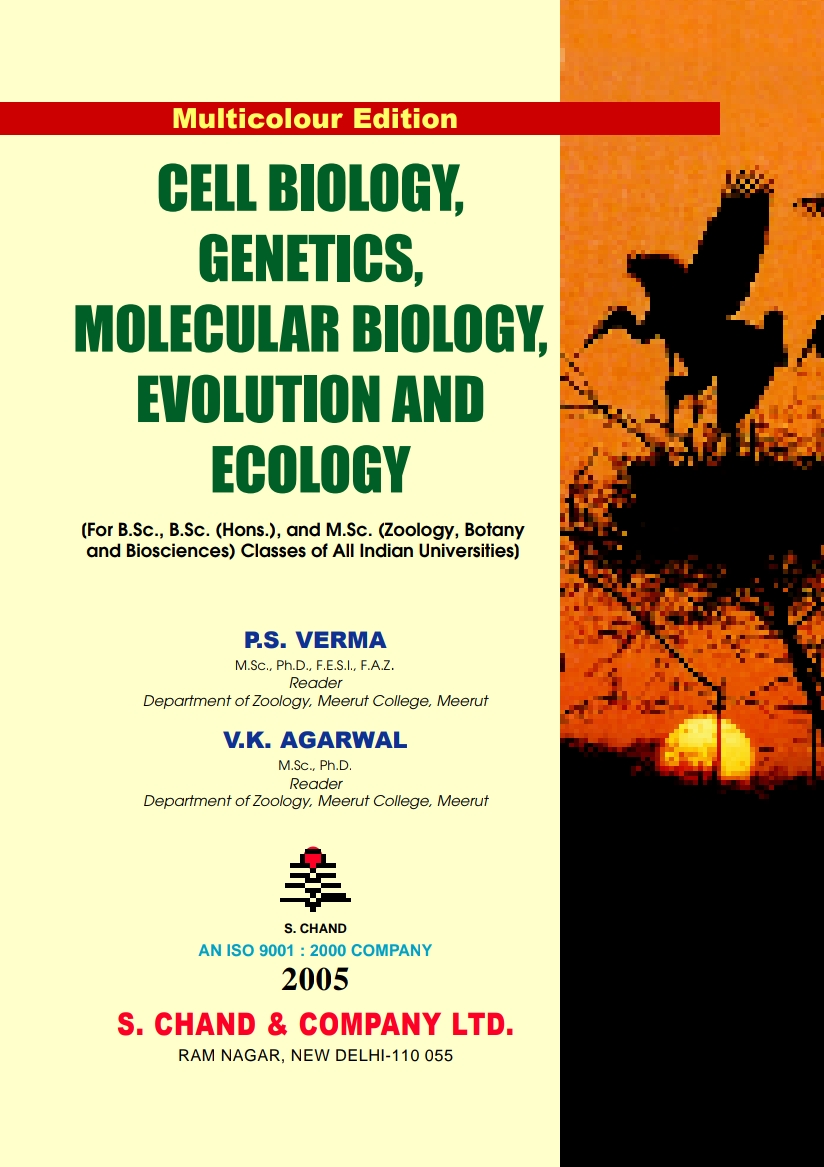 Multicolour Edition
CELL BIOLOGY,
GENETICS,
MOLECULAR BIOLOGY,
EVOLUTION AND
ECOLOGY
[For B.Sc., B.Sc. (Hons.), and M.Sc. (Zoology, Botany
and Biosciences) Classes of All Indian Universities]
P.S. VERMA
M.Sc., Ph.D., F.E.S.I., F.A.Z.
Reader
Department of Zoology, Meerut College, Meerut
V.K. AGARWAL
M.Sc., Ph.D.
Reader
Department of Zoology, Meerut College, Meerut
S. CHAND
AN ISO 9001 : 2000 COMPANY
2005
S. CHAND & COMPANY LTD.
RAM NAGAR, NEW DELHI-110 055